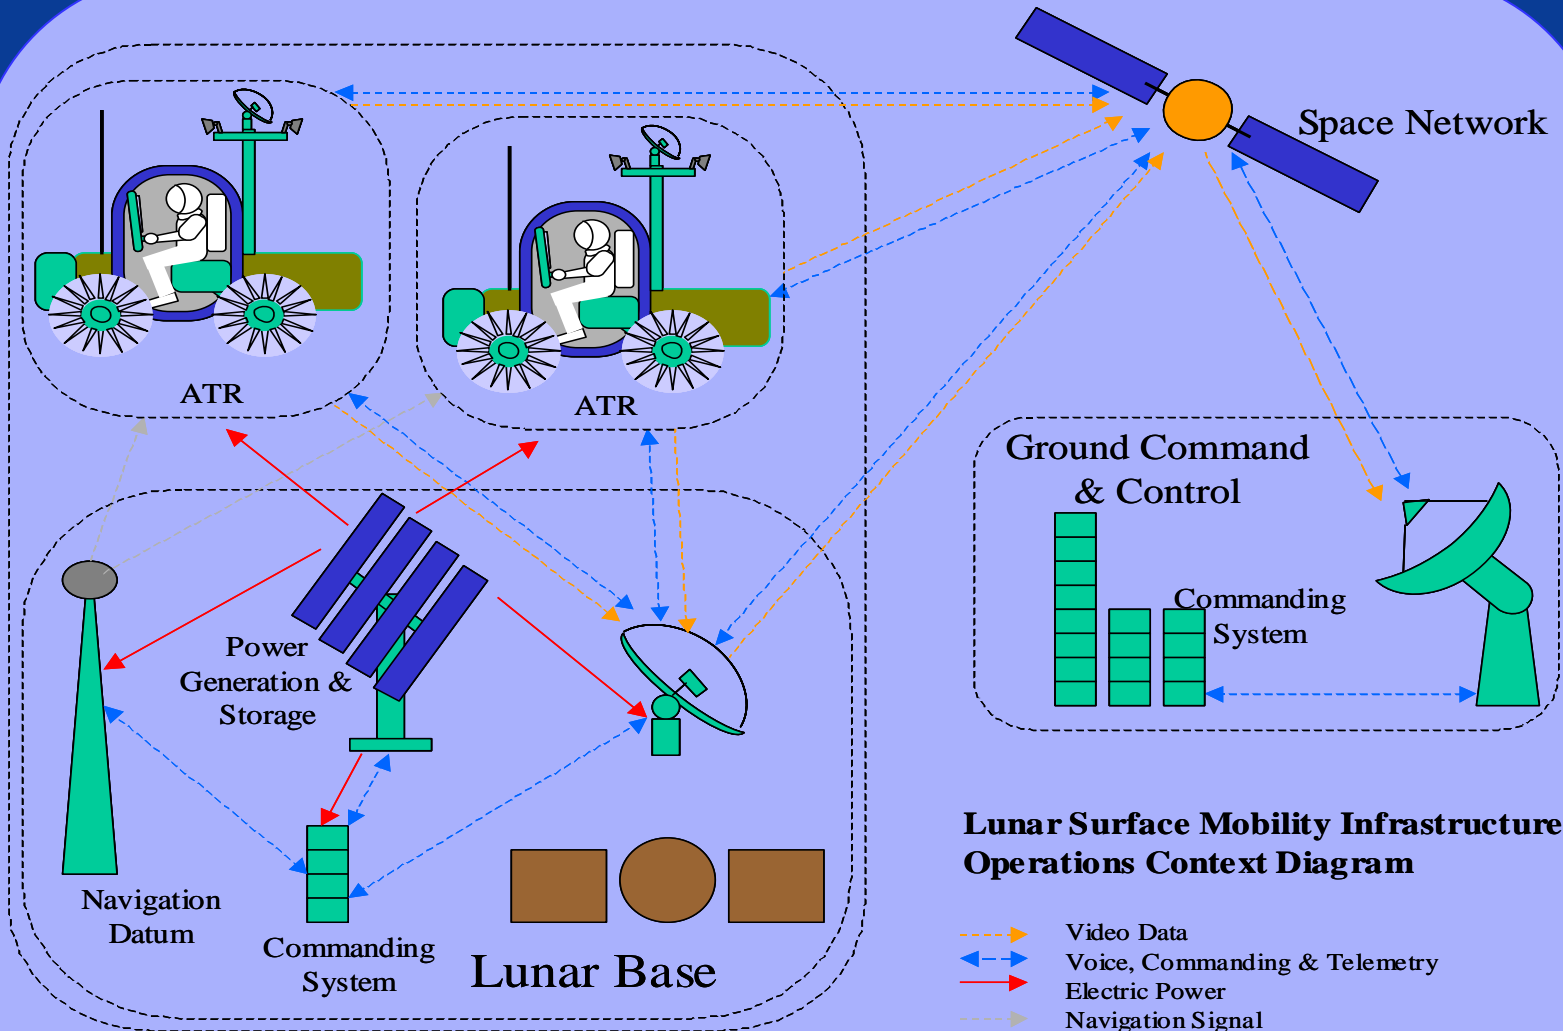 Space Network
ATR
ATR
Ground Command
& Control
Commanding
System
Power
Generation &
Storage
Navigation
Datum
Commanding
System
Lunar Base
Lunar Surface Mobility Infrastructure
Operations Context Diagram
Video Data
Voice, Commanding & Telemetry
Electric Power
Navigation Signal